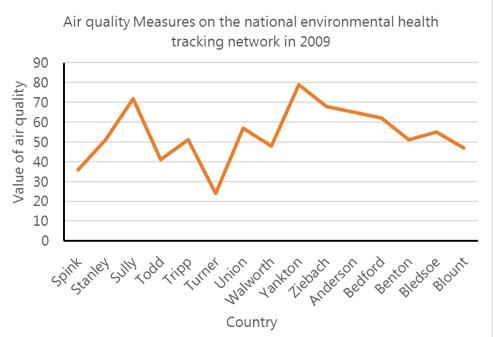 Air quality Measures on the national environmental health
tracking network in 2009
Value of air quality
90
80
70
60
50
40
30
20
10
0
Spink
Stanley
Sully
Todd
Tripp
Turner
Union
Walworth
Yankton
Ziebach
Anderson
Bedford
Benton
Bledsoe
Blount
Country